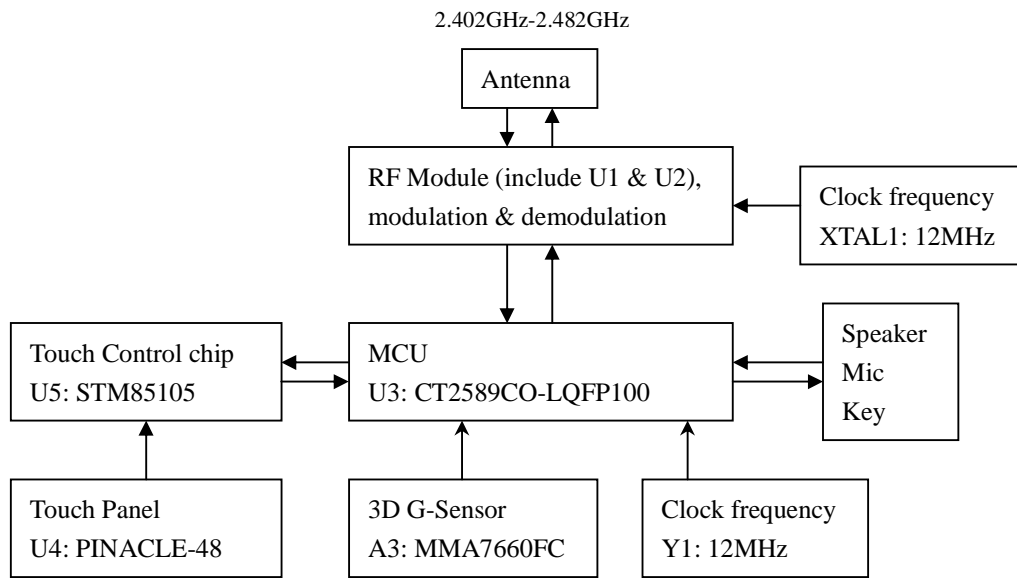 2.402GHz-2.482GHz
Antenna
RF Module (include U1 & U2),
modulation & demodulation
Clock frequency
XTAL1: 12MHz
Touch Control chip
U5: STM85105
MCU
U3: CT2589CO-LQFP100
Speaker
Mic
Key
Touch Panel
U4: PINACLE-48
3D G-Sensor
A3: MMA7660FC
Clock frequency
Y1: 12MHz